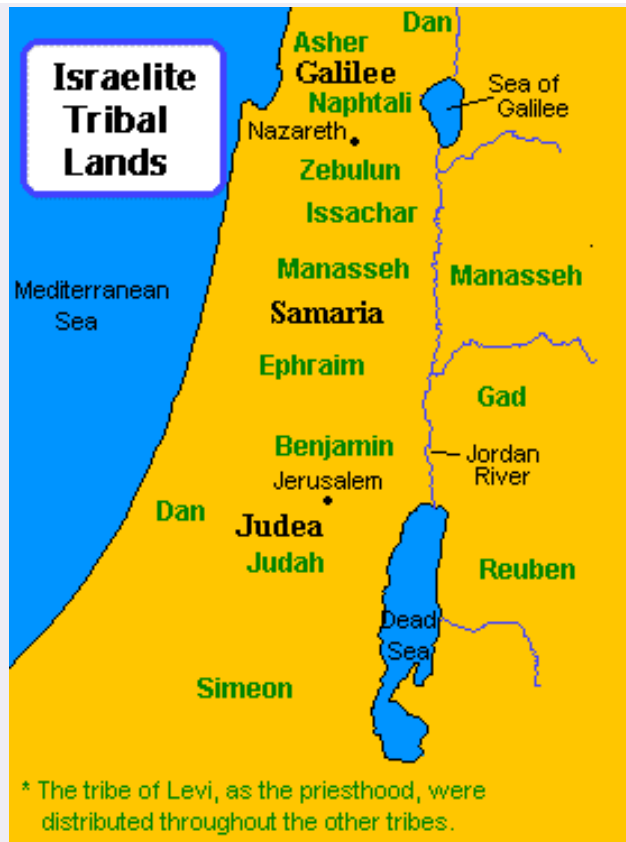 Dan
Asher
Israelite
Tribal
Lands
Galilee
Sea of
Galilee
Naphtali
Nazareth
Zebulun
Issachar
Manasseh
Manasseh
Mediterranean
Sea
Samaria
Ephraim
Gad
Benjamin
Jordan
River
Jerusalem
Dan
Judea
Judah
Reuben
Dead
Sea
Simeon
* The tribe of Levi, as the priesthood, were
distributed throughout the other tribes.